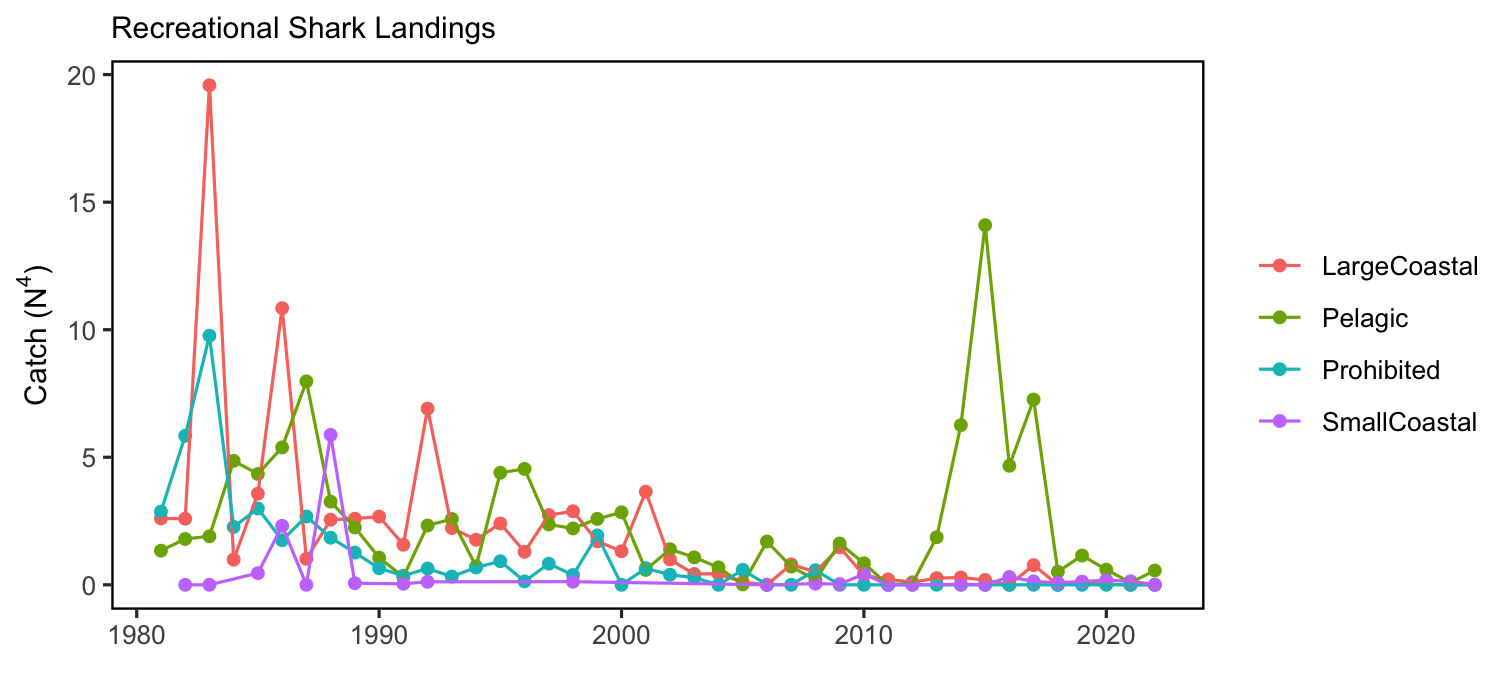 Recreational Shark Landings
Catch (N⁴)
20
15
10
5
0
1980 1990 2000 2010 2020
LargeCoastal
Pelagic
Prohibited
SmallCoastal